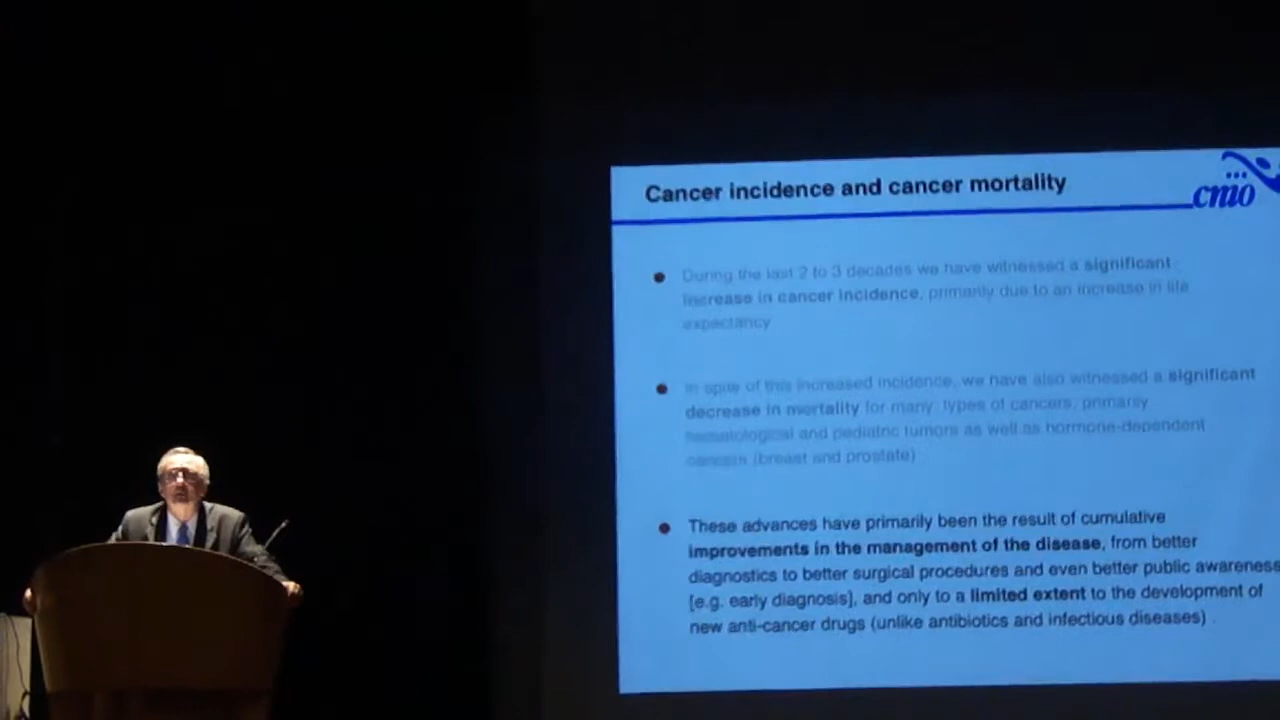 Cancer incidence and cancer mortality
cnio
During the last 2 to 3 decades we have witnessed a significant
increase in cancer incidence, primarily due to an increase in life
expectancy
In spite of this increased incidence, we have also witnessed a significant
decrease in mortality for many types of cancers, primarily
hematological and pediatric tumors as well as hormone-dependent
cancers (breast and prostate)
These advances have primarily been the result of cumulative
improvements in the management of the disease, from better
diagnostics to better surgical procedures and even better public awareness
[e.g. early diagnosis], and only to a limited extent to the development of
new anti-cancer drugs (unlike antibiotics and infectious diseases) .